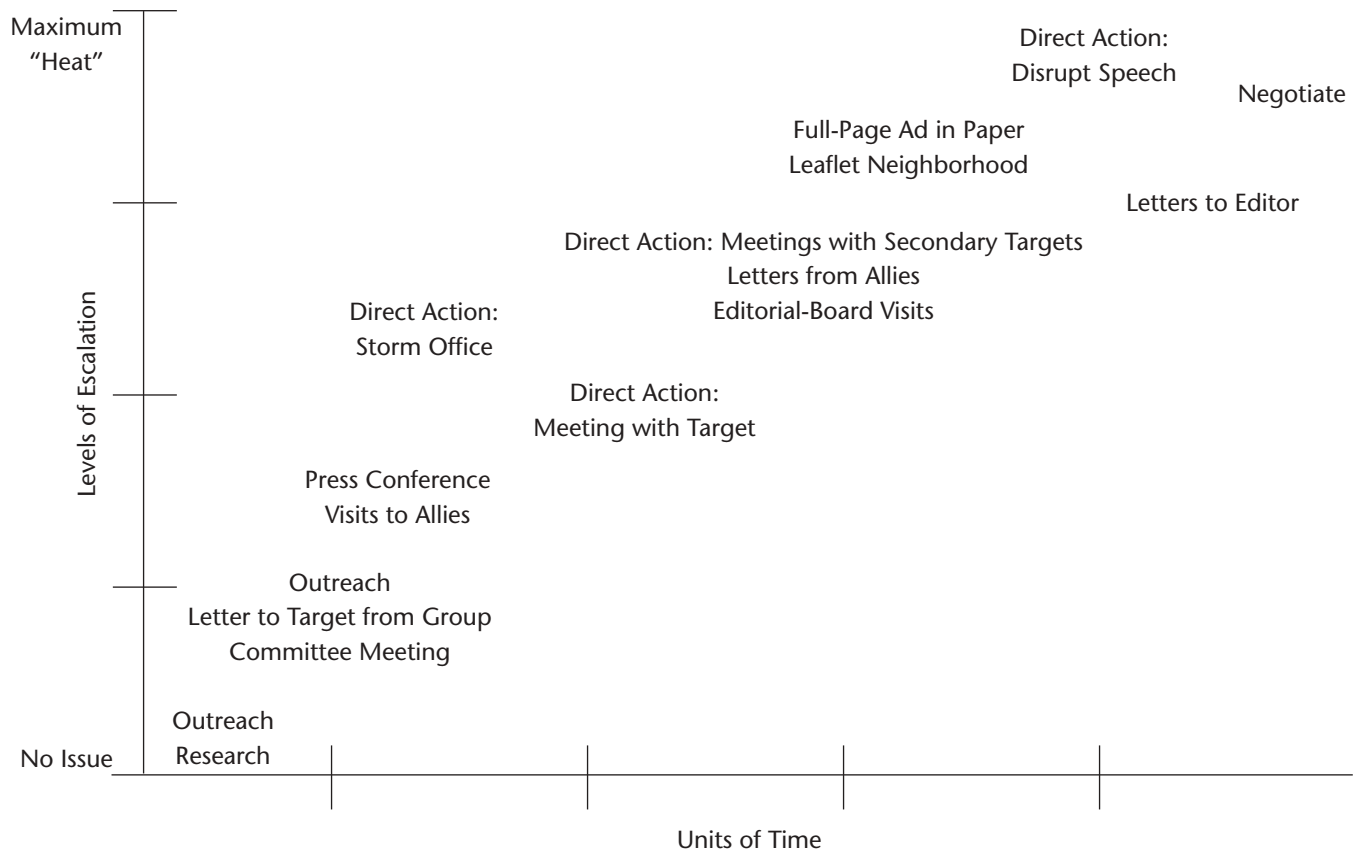 Maximum
“Heat”
Direct Action:
Disrupt Speech
Negotiate
Full-Page Ad in Paper
Leaflet Neighborhood
Letters to Editor
Direct Action: Meetings with Secondary Targets
Letters from Allies
Editorial-Board Visits
Direct Action:
Storm Office
Levels of Escalation
Direct Action:
Meeting with Target
Press Conference
Visits to Allies
Outreach
Letter to Target from Group
Committee Meeting
Outreach
Research
No Issue
Units of Time